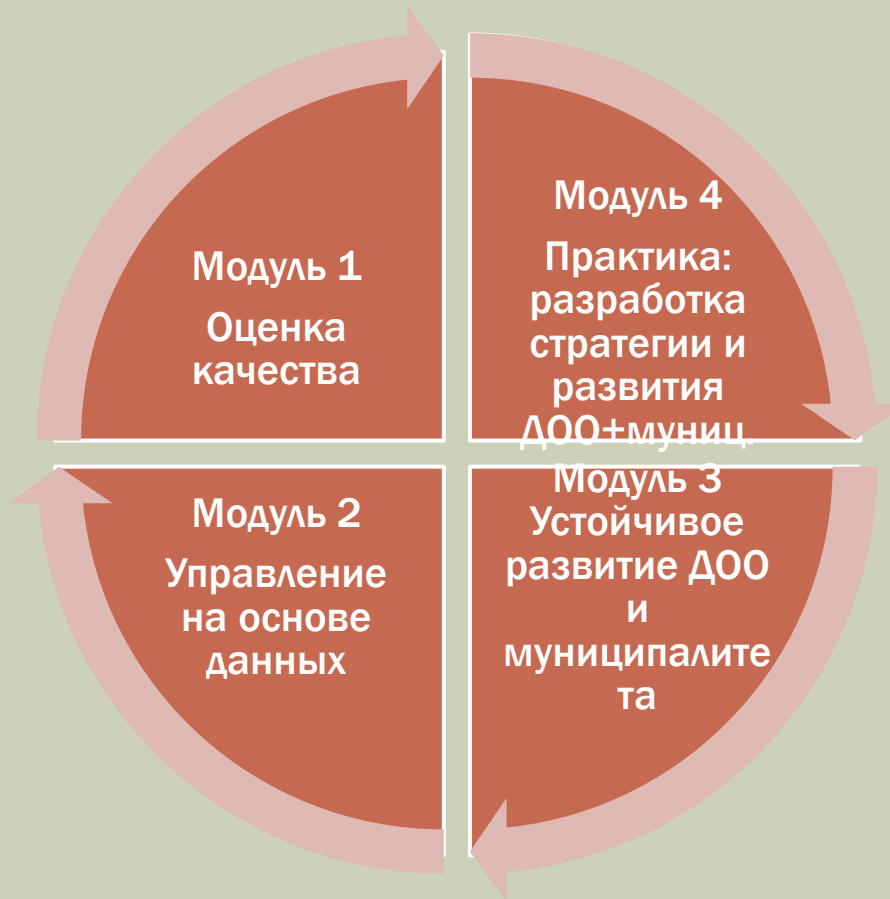 Модуль 1
Оценка
качества
Модуль 4
Практика:
разработка
стратегии и
развития
ДОО+муниц.
Модуль 2
Управление
на основе
данных
Модуль 3
Устойчивое
развитие ДОО
и
муниципалите
та